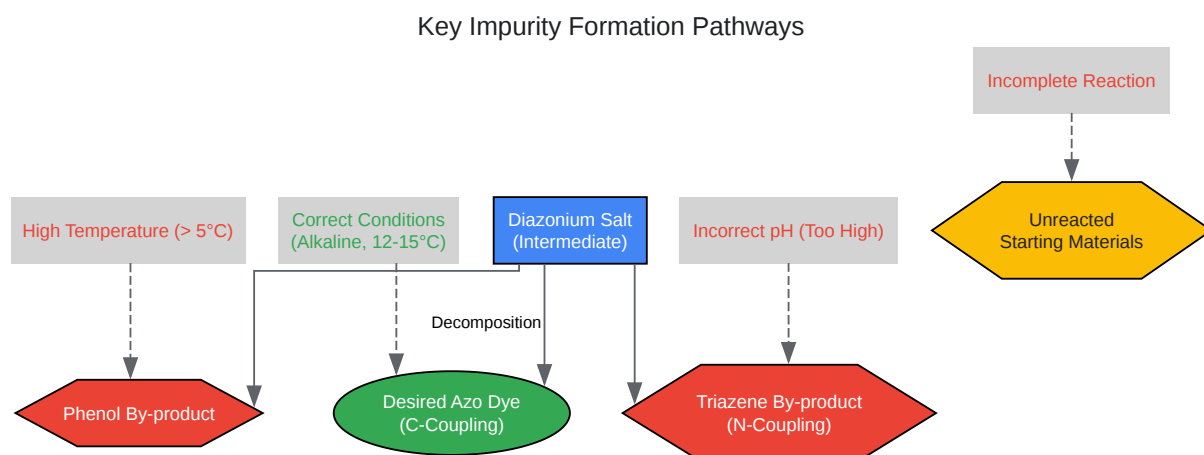 Key Impurity Formation Pathways
Incomplete Reaction
High Temperature (> 5°C)
Correct Conditions
(Alkaline, 12-15°C)
Diazonium Salt
(Intermediate)
Incorrect pH (Too High)
Unreacted
Starting Materials
Decomposition
Phenol By-product
Desired Azo Dye
(C-Coupling)
Triazene By-product
(N-Coupling)